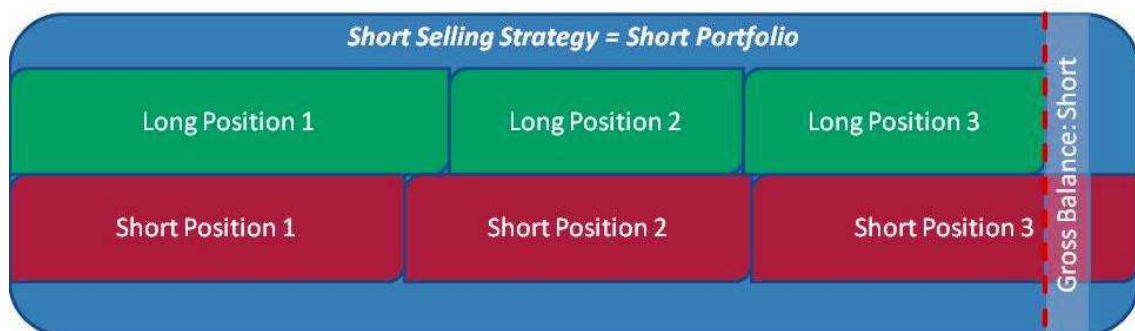 Short Selling Strategy = Short Portfolio
Long Position 1
Long Position 2
Long Position 3
Short Position 1
Short Position 2
Short Position 3
Gross Balance: Short